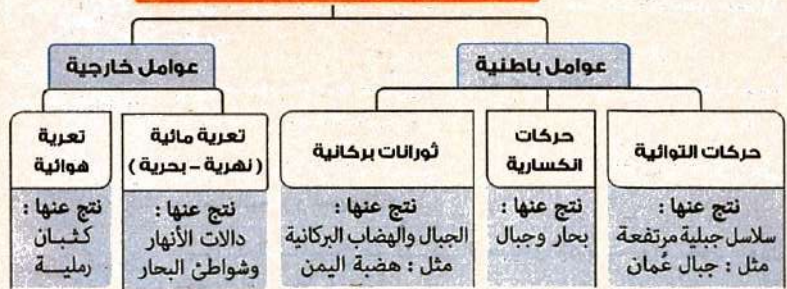 عوامل باطنية
عوامل خارجية
حركات التوائية
نتج عنها :
سلاسل جبلية مرتفعة
مثل : جبال عُمان
حركات
انكسارية
نتج عنها :
بحار وجبال
ثورانات بركانية
نتج عنها :
الجبال والهضاب البركانية
مثل : هضبة اليمن
تعرية مائية
( نهرية – بحرية )
نتج عنها :
دالات الأنهار
وشواطئ البحار
تعرية
هوائية
نتج عنها :
كثبـان
رمليـــة